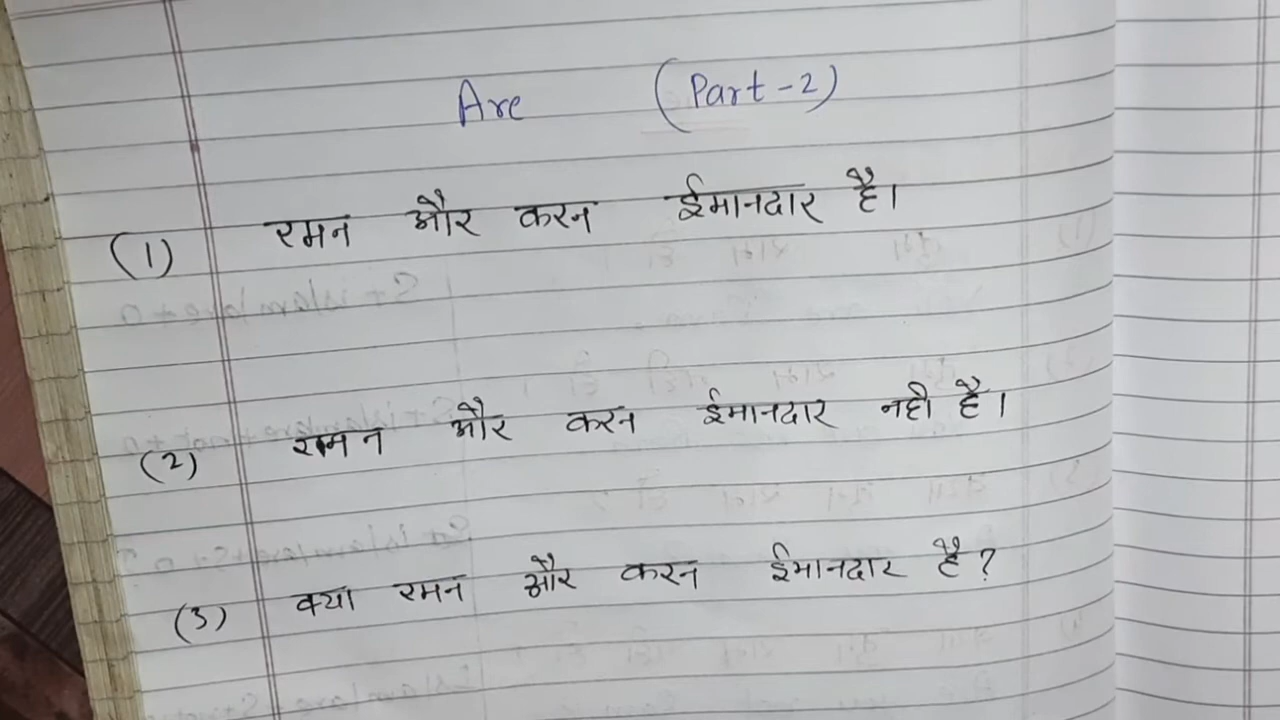 Are (Part-2)
(1) रमन और करन ईमानदार है।
(2) रामन और करन ईमानदार नही है।
(3) क्या रमन और करन ईमानदार है?